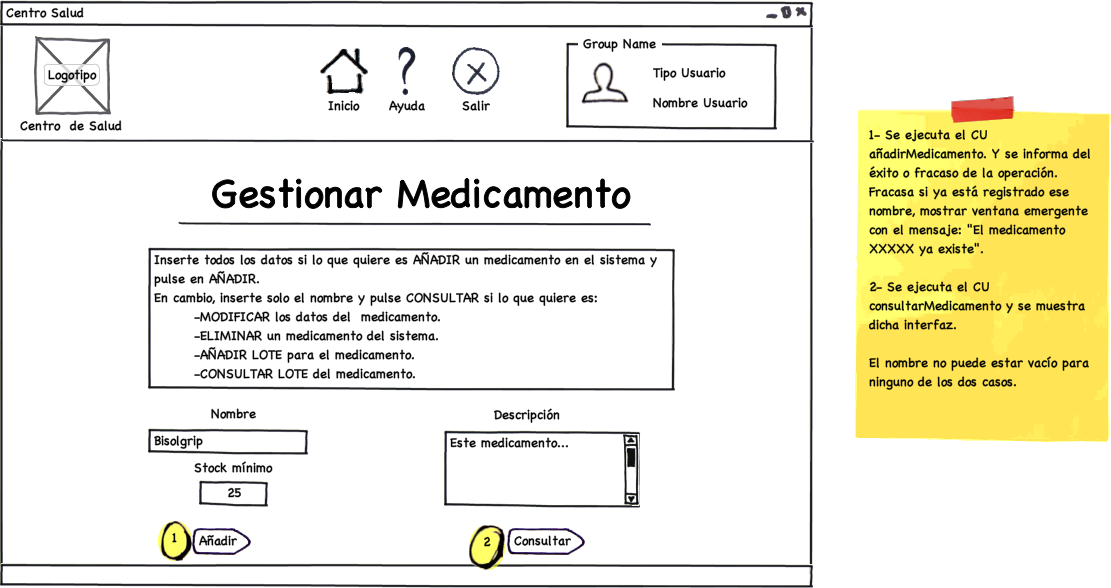 Centro Salud
Logotipo
Centro de Salud
Inicio
Ayuda
Salir
Group Name
Tipo Usuario
Nombre Usuario
Gestionar Medicamento
Inserte todos los datos si lo que quiere es AÑADIR un medicamento en el sistema y
pulse en AÑADIR.
En cambio, inserte solo el nombre y pulse CONSULTAR si lo que quiere es:
-MODIFICAR los datos del medicamento.
-ELIMINAR un medicamento del sistema.
-AÑADIR LOTE para el medicamento.
-CONSULTAR LOTE del medicamento.
Nombre
Bisolgrip
Stock mínimo
25
Descripción
Este medicamento...
1
Añadir
2
Consultar
1- Se ejecuta el CU
añadirMedicamento. Y se informa del
éxito o fracaso de la operación.
Fracasa si ya está registrado ese
nombre, mostrar ventana emergente
con el mensaje: "El medicamento
XXXXX ya existe".
2- Se ejecuta el CU
consultarMedicamento y se muestra
dicha interfaz.
El nombre no puede estar vacío para
ninguno de los dos casos.